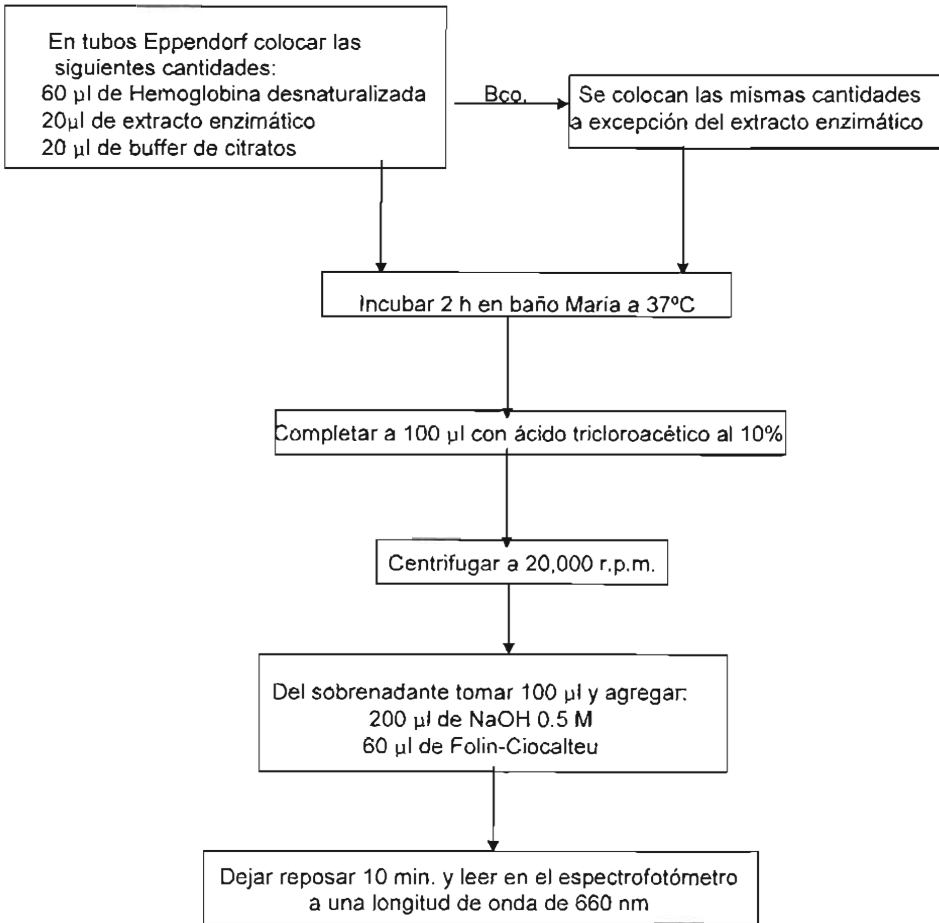 En tubos Eppendorf colocar las
siguientes cantidades:
60 µl de Hemoglobina desnaturalizada
20µl de extracto enzimático
20 µl de buffer de citratos
Bco.
Se colocan las mismas cantidades
a excepción del extracto enzimático
Incubar 2 h en baño María a 37ºC
Completar a 100 µl con ácido tricloroacético al 10%
Centrifugar a 20,000 r.p.m.
Del sobrenadante tomar 100 µl y agregar:
200 µl de NaOH 0.5 M
60 µl de Folin-Ciocalteu
Dejar reposar 10 min. y leer en el espectrofotómetro
a una longitud de onda de 660 nm